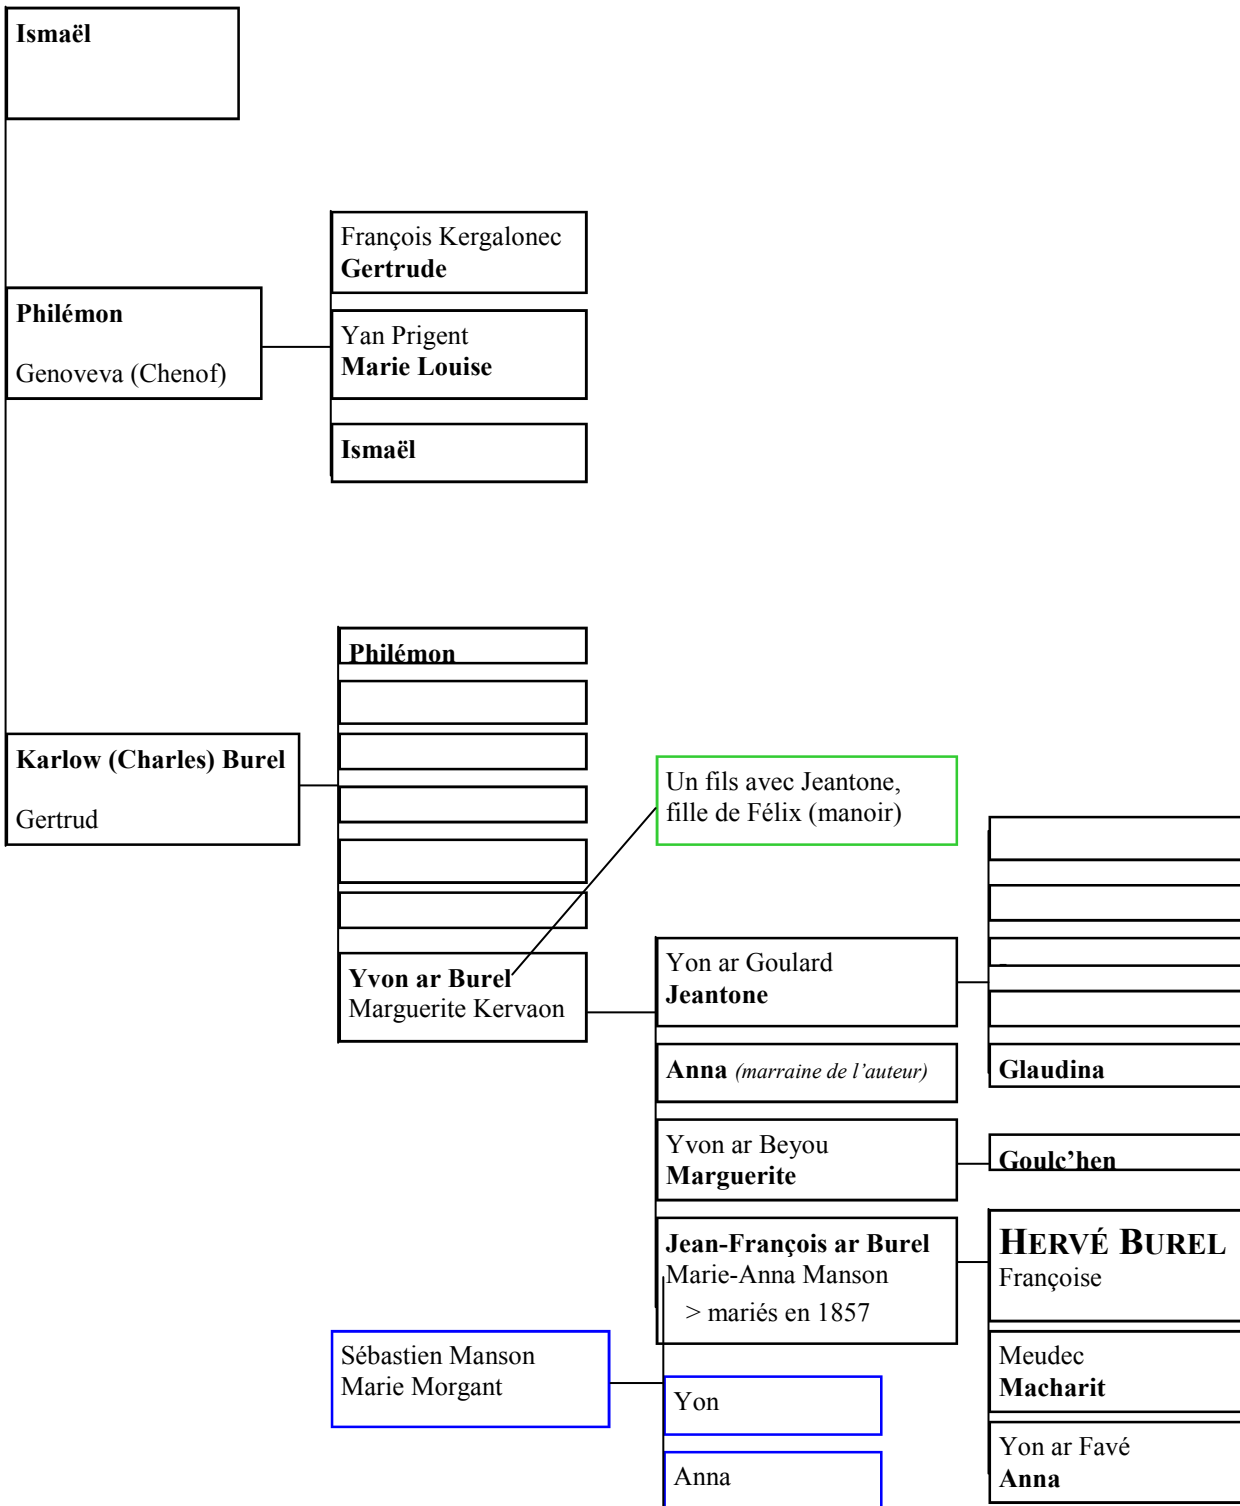 Ismaël
François Kergalonec
Gertrude
Philémon
Genoveva (Chenof)
Yan Prigent
Marie Louise
Ismaël
Philémon
Karlow (Charles) Burel
Gertrud
Un fils avec Jeantone,
fille de Félix (manoir)
Yvon ar Burel
Marguerite Kervaon
Yon ar Goulard
Jeantone
Glaudina
Anna (marraine de l’auteur)
Yvon ar Beyou
Marguerite
Goulc’hen
Jean-François ar Burel
Marie-Anna Manson
> mariés en 1857
HERVÉ BUREL
Françoise
Sébastien Manson
Marie Morgant
Meudec
Macharit
Yon
Yon ar Favé
Anna
Anna